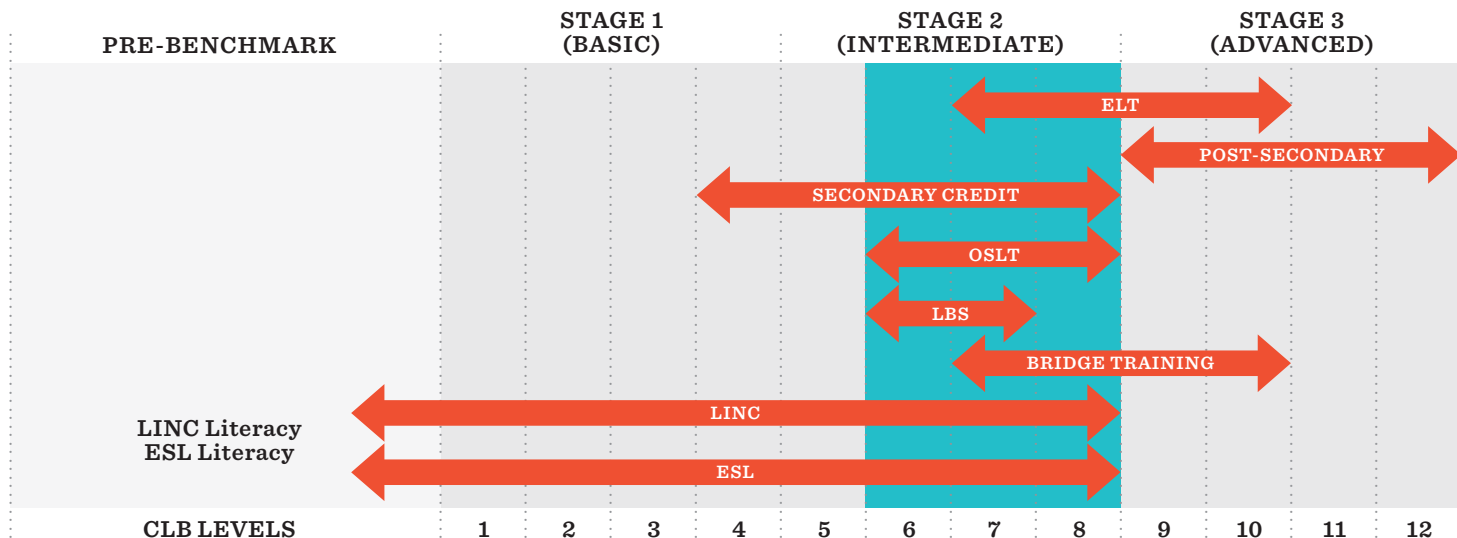 PRE-BENCHMARK
STAGE 1
(BASIC)
STAGE 2
(INTERMEDIATE)
STAGE 3
(ADVANCED)
ELT
POST-SECONDARY
SECONDARY CREDIT
OSLT
LBS
BRIDGE TRAINING
LINC
LINC Literacy
ESL Literacy
ESL
CLB LEVELS 1 2 3 4 5 6 7 8 9 10 11 12